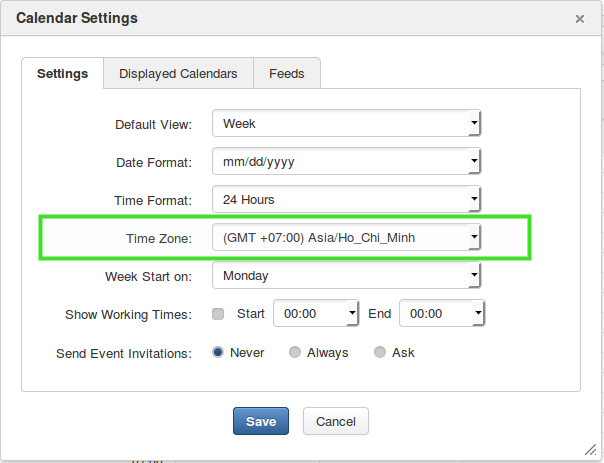 Calendar Settings ×
Settings Displayed Calendars Feeds
Default View: Week
Date Format: mm/dd/yyyy
Time Format: 24 Hours
Time Zone: (GMT +07:00) Asia/Ho_Chi_Minh
Week Start on: Monday
Show Working Times: Start 00:00 End 00:00
Send Event Invitations: Never Always Ask
Save Cancel